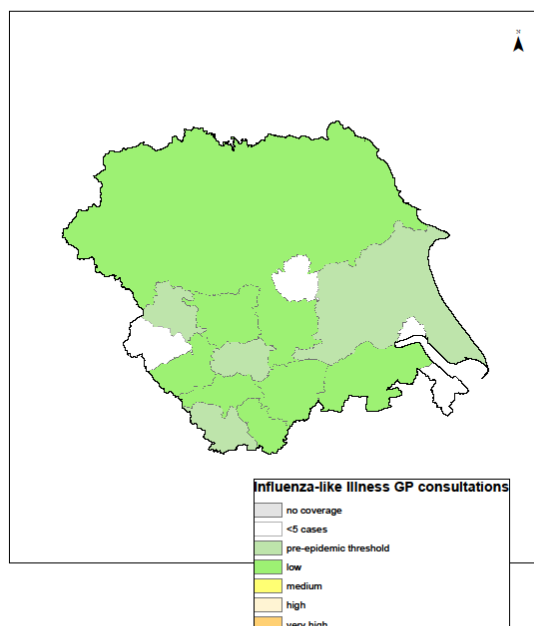 N
Influenza-like Illness GP consultations
no coverage
<5 cases
pre-epidemic threshold
low
medium
high
very high